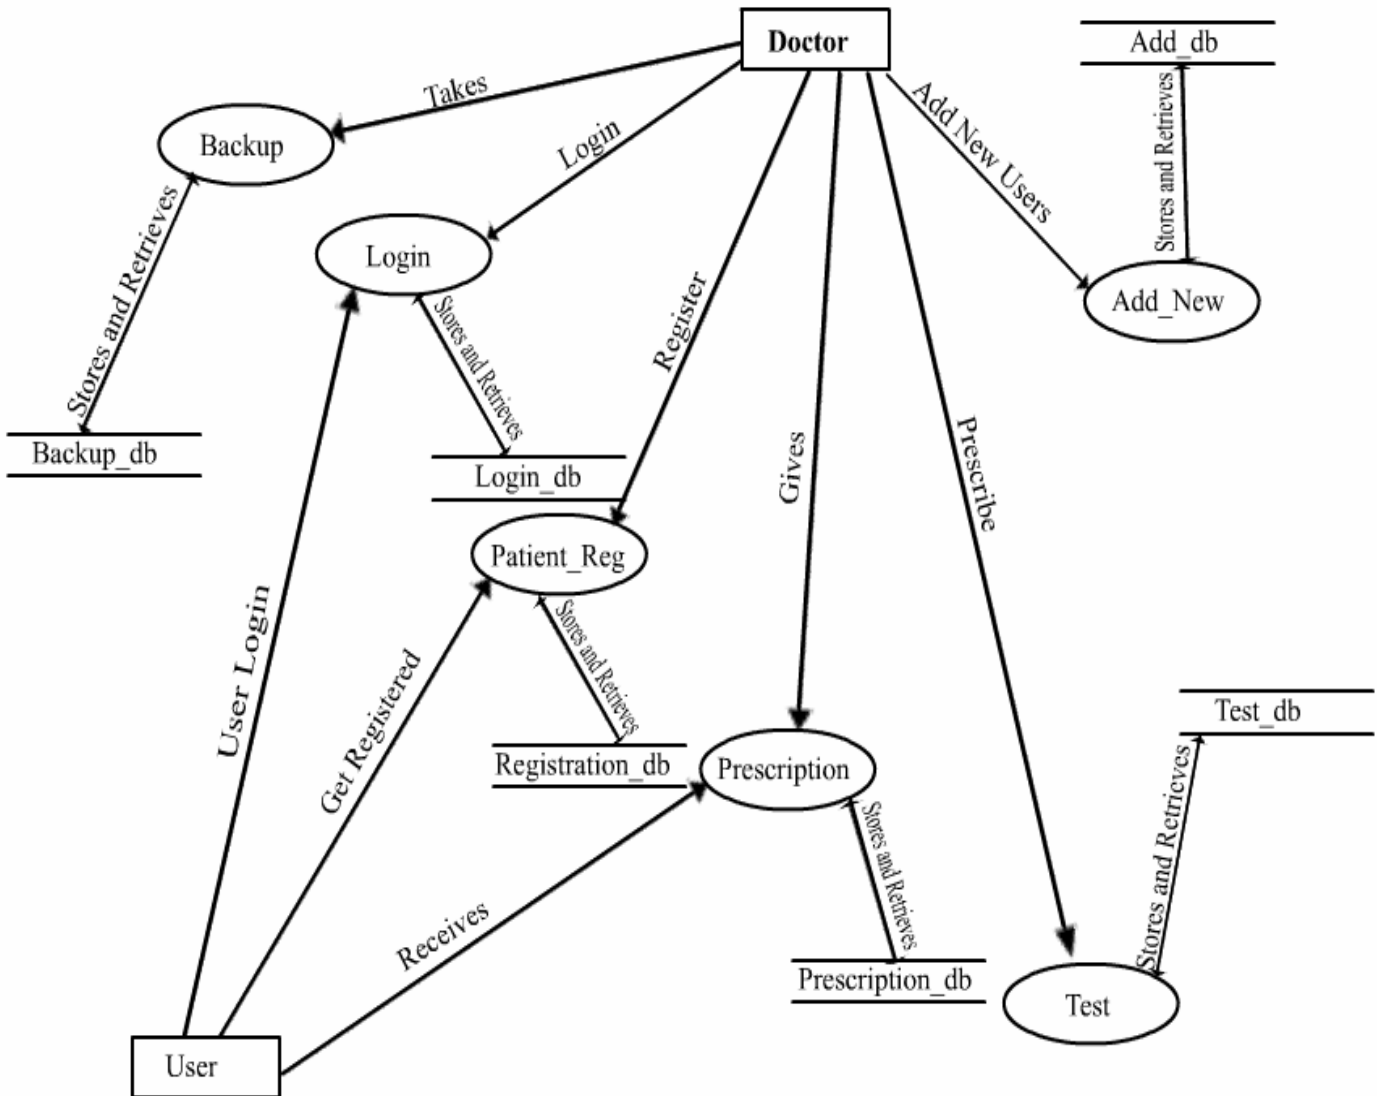 Doctor
Add_db
Takes
Login
Add New Users
Stores and Retrieves
Backup
Stores and Retrieves
Login
Stores and Retrieves
Register
Add_New
Backup_db
Login_db
Gives
Prescribe
Patient_Reg
Stores and Retrieves
User Login
Get Registered
Registration_db
Prescription
Test_db
Stores and Retrieves
Stores and Retrieves
Receives
Prescription_db
Test
User